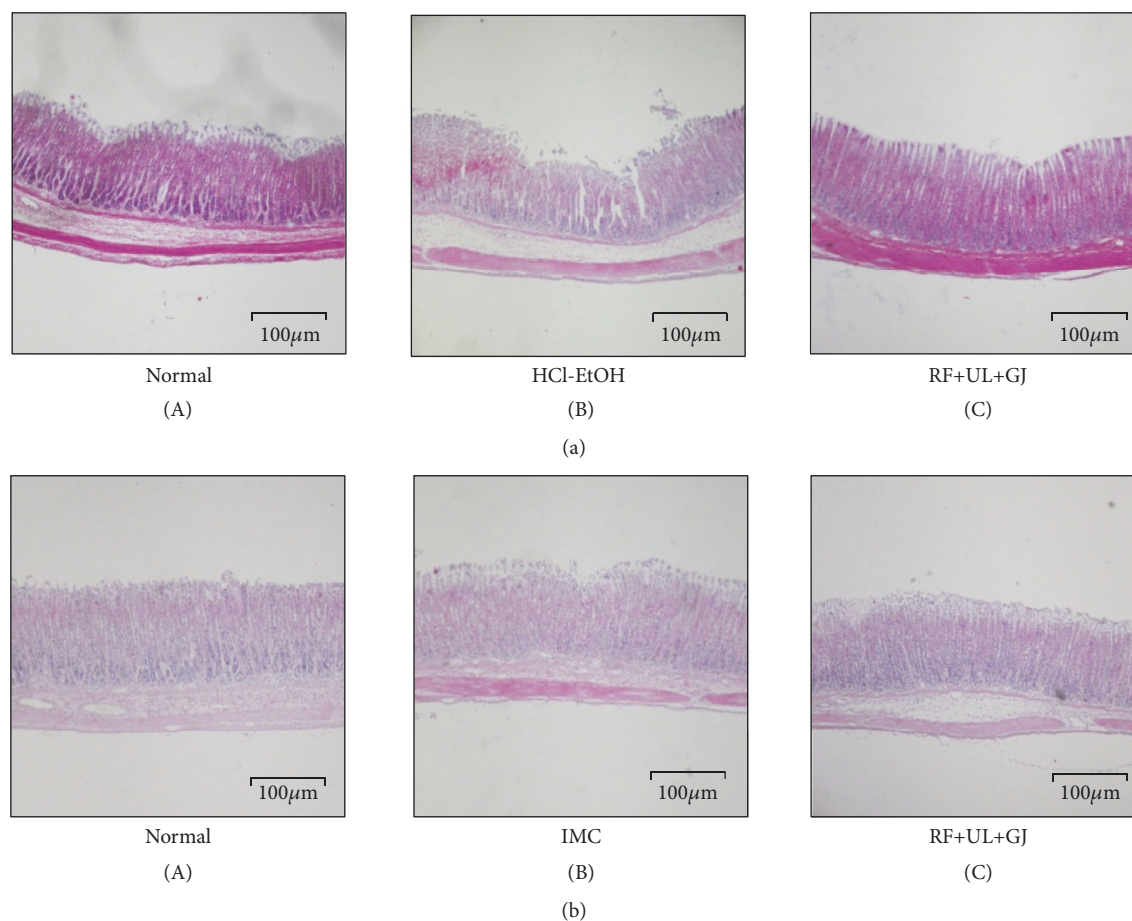 100μm
100μm
100μm
Normal
HCl-EtOH
RF+UL+GJ
(A)
(B)
(C)
(a)
100μm
100μm
100μm
Normal
IMC
RF+UL+GJ
(A)
(B)
(C)
(b)